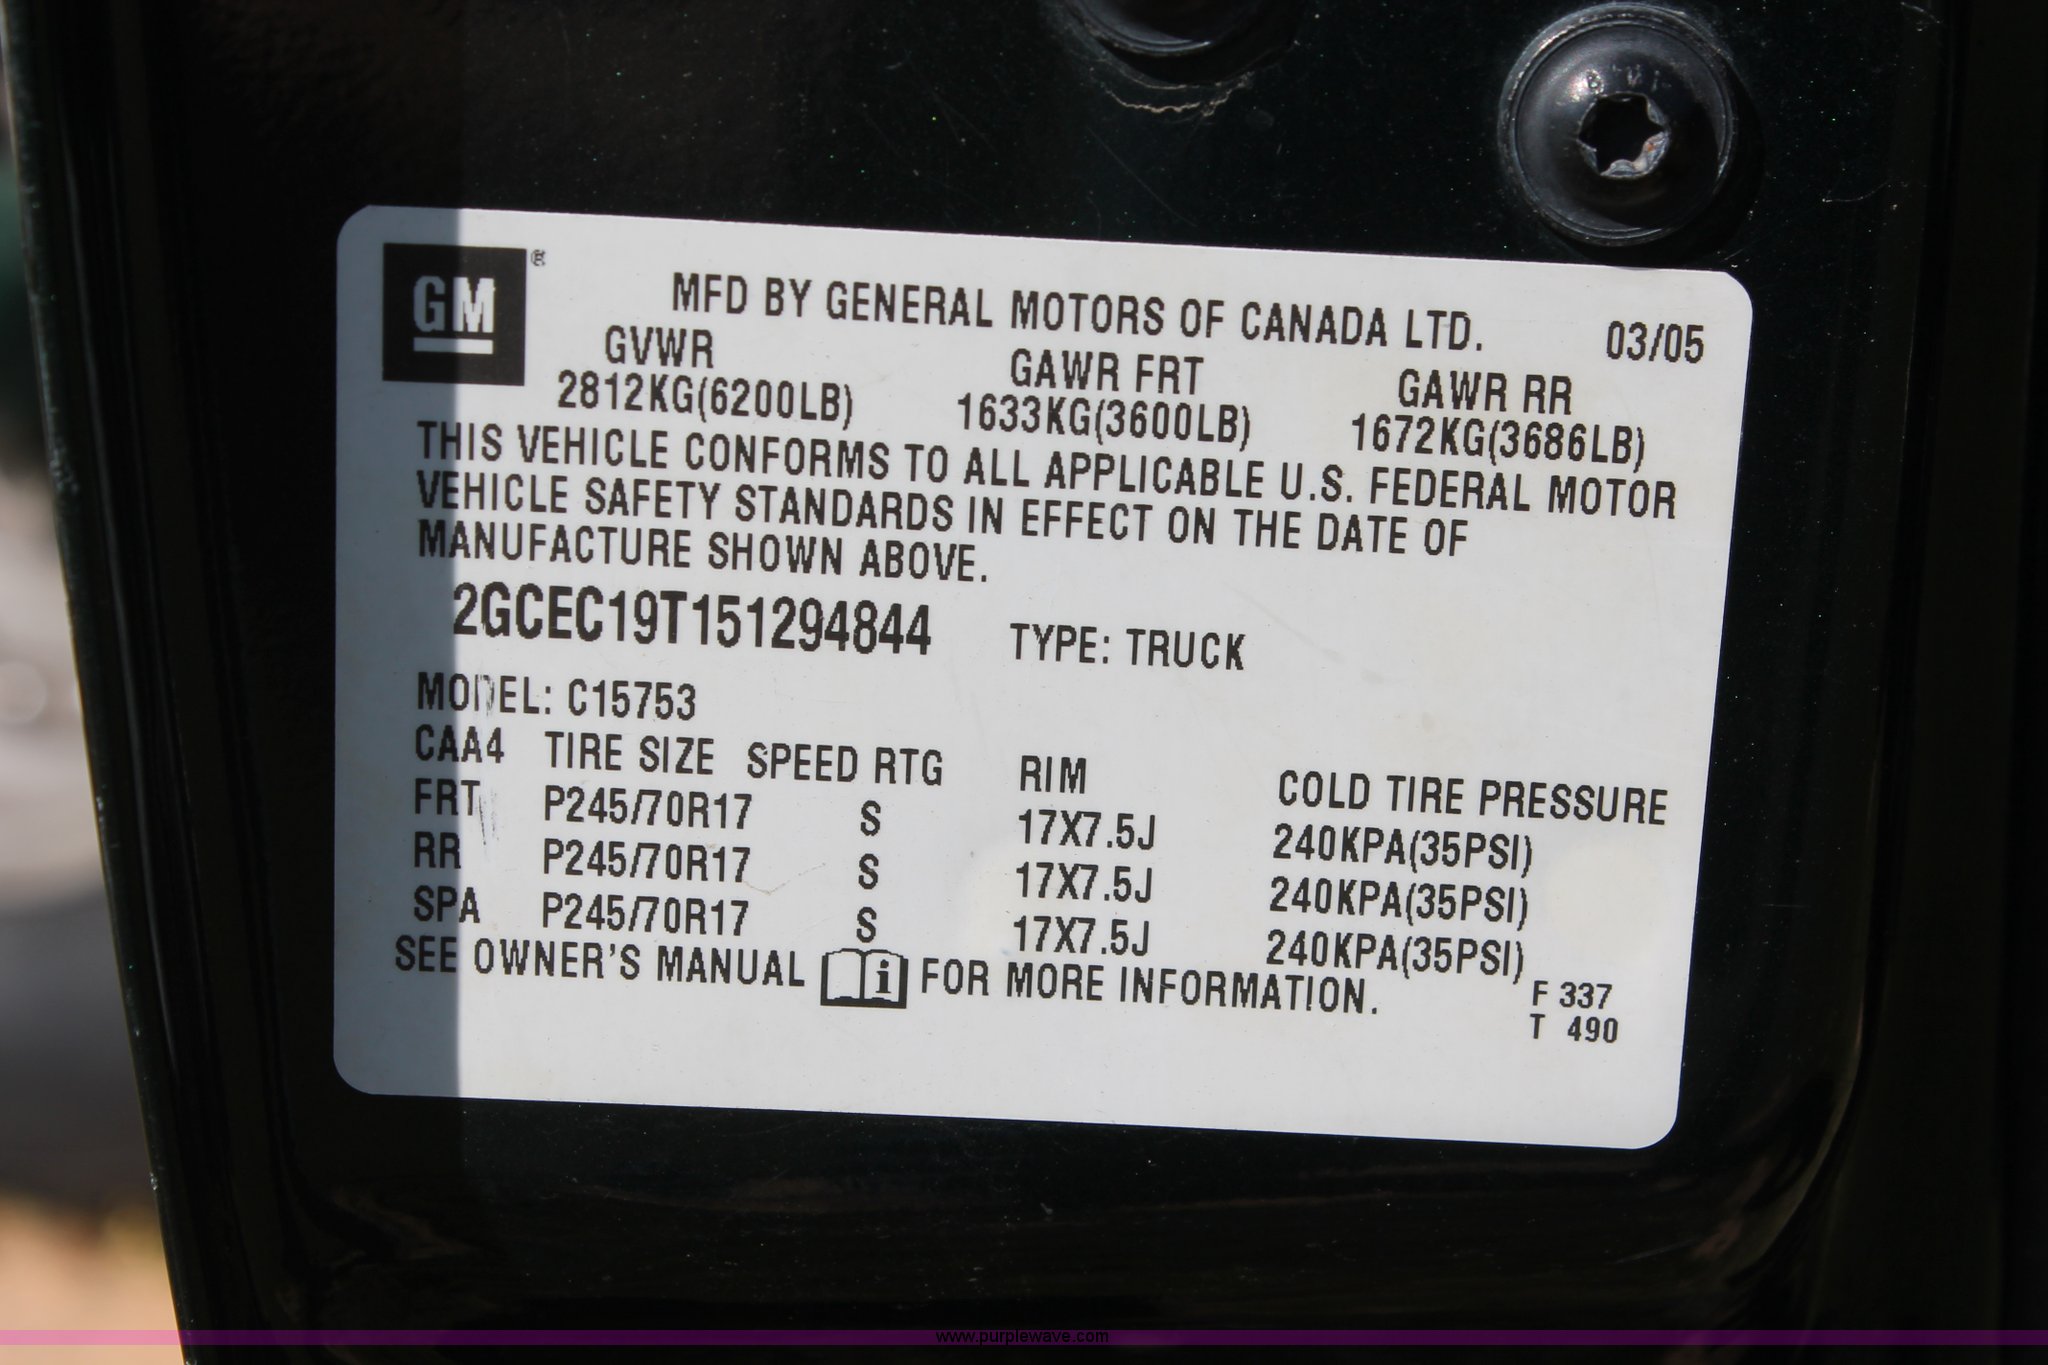 GM ®
MFD BY GENERAL MOTORS OF CANADA LTD. 03/05
GVWR GAWR FRT GAWR RR
2812KG(6200LB) 1633KG(3600LB) 1672KG(3686LB)
THIS VEHICLE CONFORMS TO ALL APPLICABLE U.S. FEDERAL MOTOR
VEHICLE SAFETY STANDARDS IN EFFECT ON THE DATE OF
MANUFACTURE SHOWN ABOVE.
2GCEC19T151294844 TYPE: TRUCK
MODEL: C15753
CAA4 TIRE SIZE SPEED RTG RIM COLD TIRE PRESSURE
FRT P245/70R17 S 17X7.5J 240KPA(35PSI)
RR P245/70R17 S 17X7.5J 240KPA(35PSI)
SPA P245/70R17 S 17X7.5J 240KPA(35PSI)
SEE OWNER'S MANUAL i FOR MORE INFORMATION.
F 337
T 490
www.purplewave.com